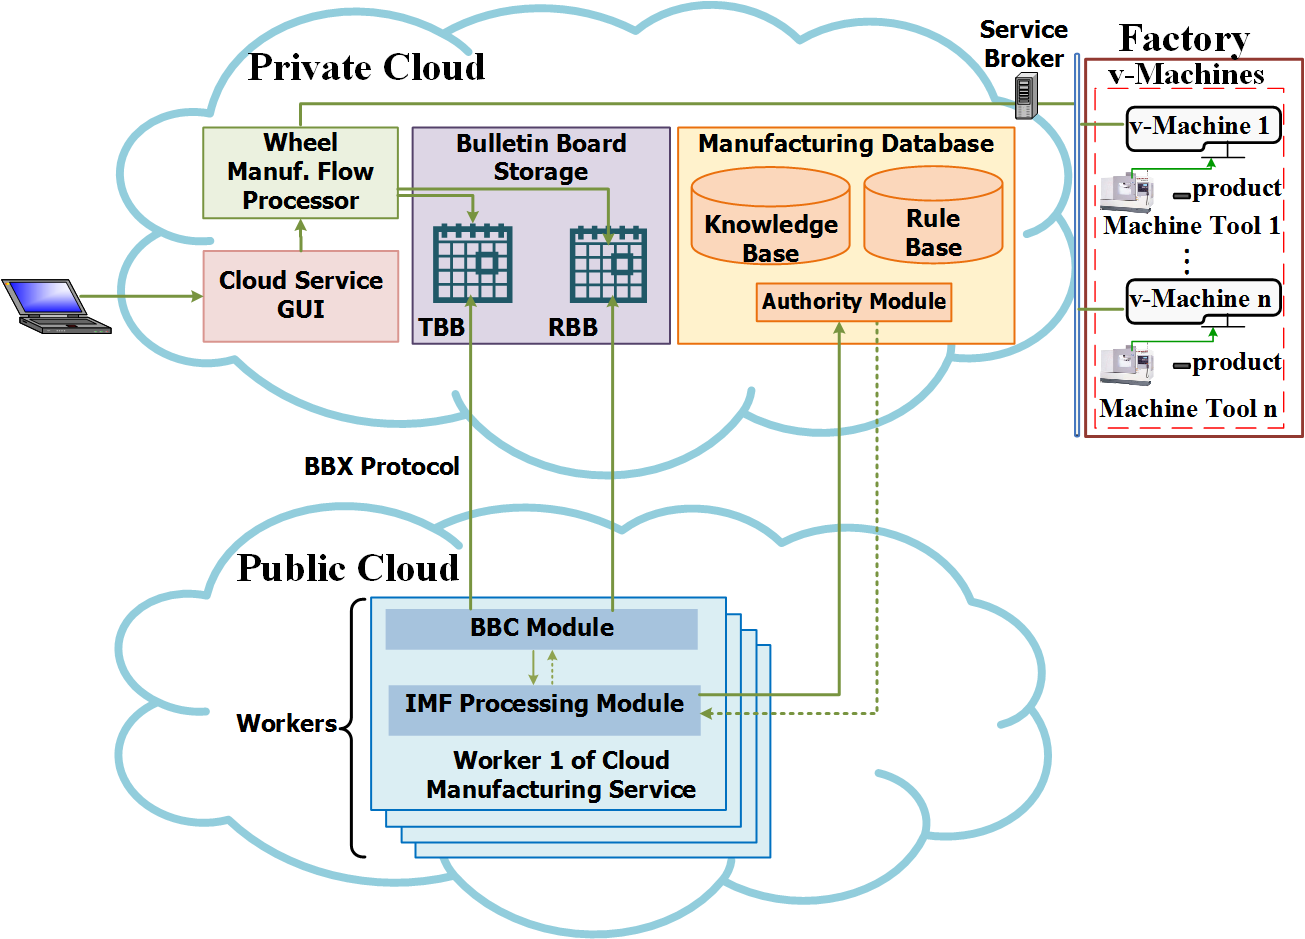 Private Cloud
Service
Broker
Factory
v-Machines
v-Machine 1
product
Machine Tool 1
v-Machine n
product
Machine Tool n
Wheel
Manuf. Flow
Processor
Bulletin Board
Storage
Manufacturing Database
Knowledge
Base
Rule
Base
Cloud Service
GUI
TBB
RBB
Authority Module
BBX Protocol
Public Cloud
Workers
BBC Module
IMF Processing Module
Worker 1 of Cloud
Manufacturing Service